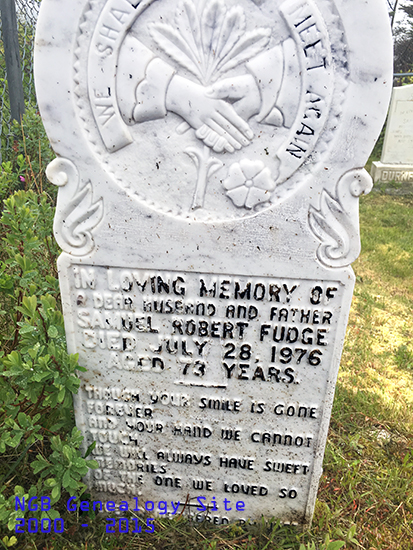 WE SHALL MEET AGAIN
IN LOVING MEMORY OF
A DEAR HUSBAND AND FATHER
SAMUEL ROBERT FUDGE
DIED JULY 28, 1976
AGED 73 YEARS.
THOUGH YOUR SMILE IS GONE
FOREVER
AND YOUR HAND WE CANNOT
TOUCH
WILL ALWAYS HAVE SWEET
MEMORIES
THE ONE WE LOVED SO
MUCH
NGB Genealogy Site
2000 - 2015